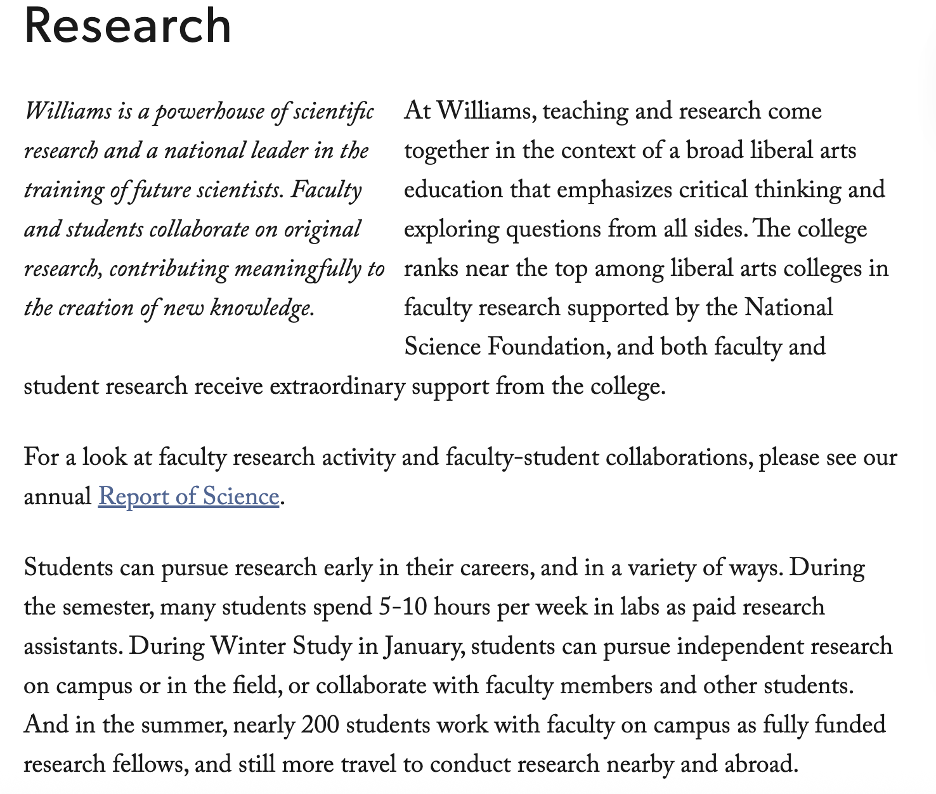 Research
Williams is a powerhouse of scientific
research and a national leader in the
training of future scientists. Faculty
and students collaborate on original
research, contributing meaningfully to
the creation of new knowledge.
At Williams, teaching and research come
together in the context of a broad liberal arts
education that emphasizes critical thinking and
exploring questions from all sides. The college
ranks near the top among liberal arts colleges in
faculty research supported by the National
Science Foundation, and both faculty and
student research receive extraordinary support from the college.
For a look at faculty research activity and faculty-student collaborations, please see our
annual Report of Science.
Students can pursue research early in their careers, and in a variety of ways. During
the semester, many students spend 5-10 hours per week in labs as paid research
assistants. During Winter Study in January, students can pursue independent research
on campus or in the field, or collaborate with faculty members and other students.
And in the summer, nearly 200 students work with faculty on campus as fully funded
research fellows, and still more travel to conduct research nearby and abroad.